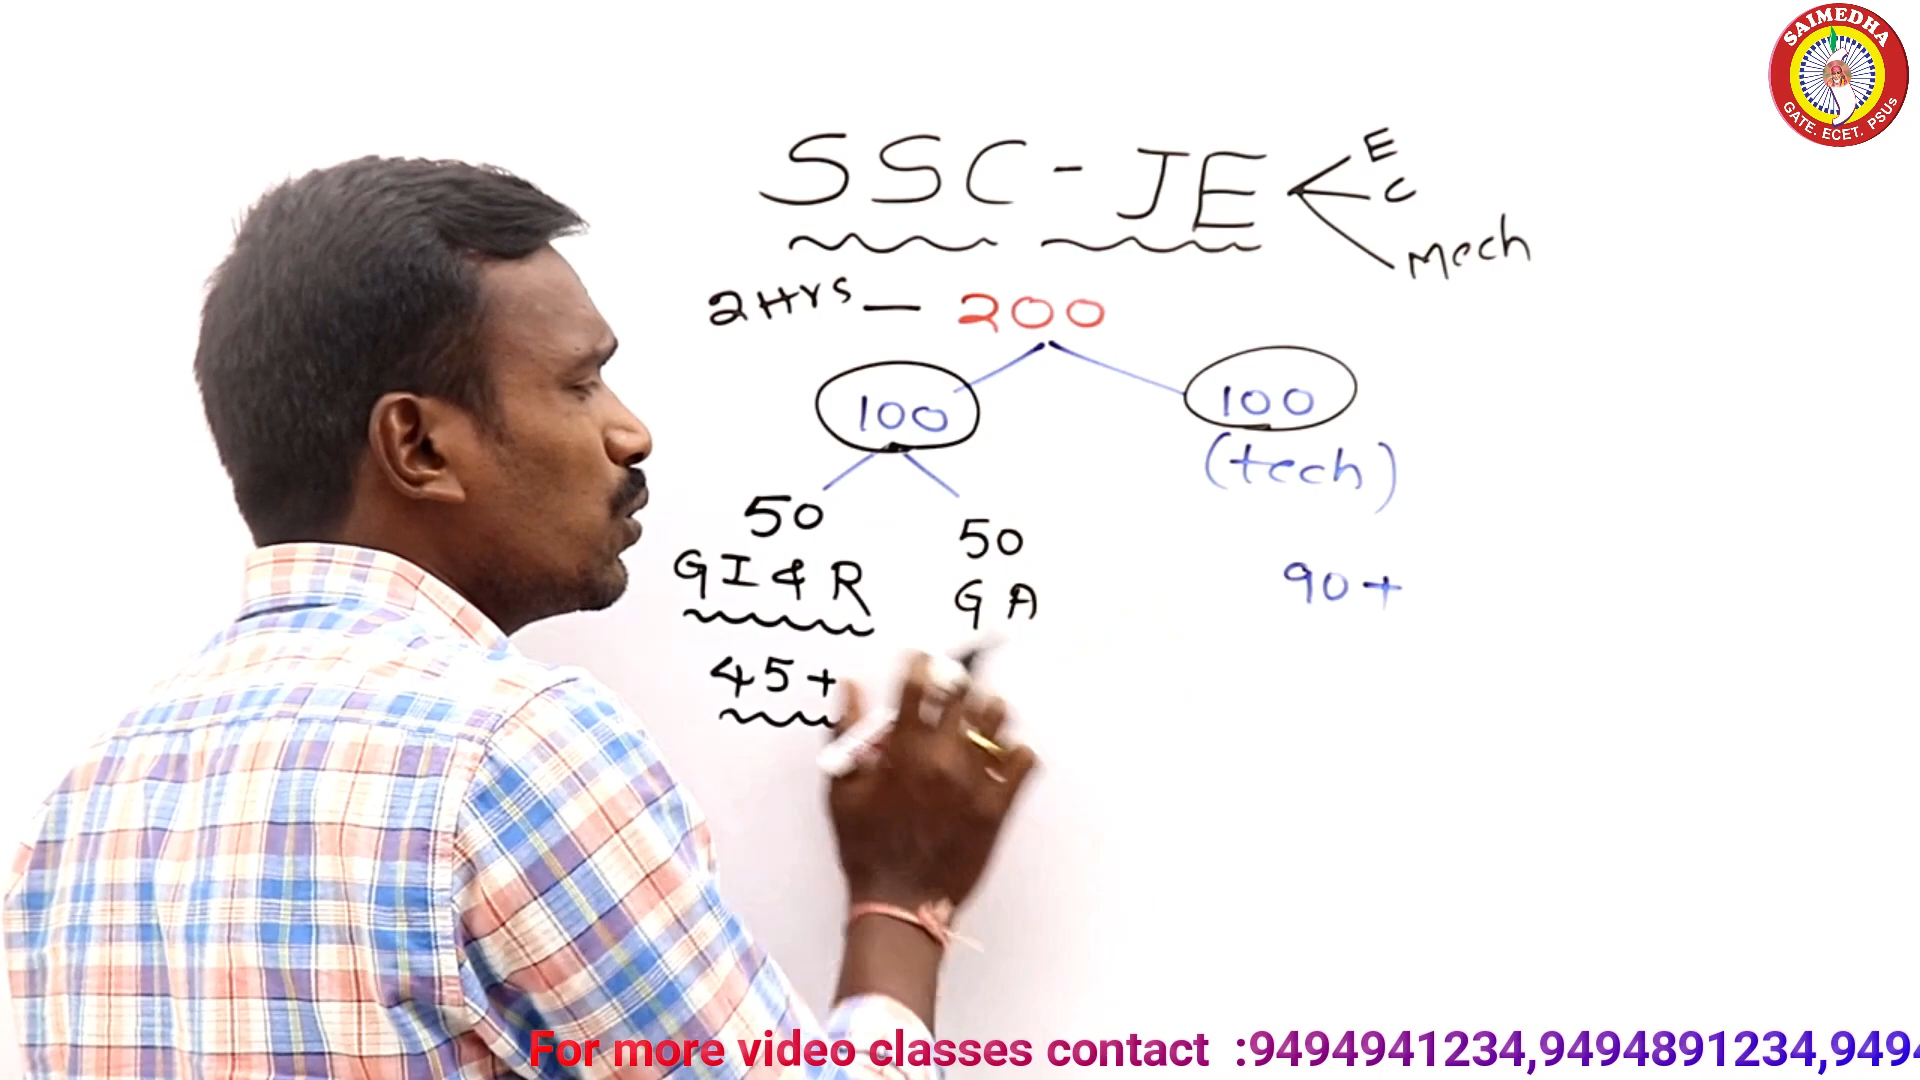 SAIMEDHA
GATE. ECET. PSUs
SSC - JE
E
C
Mech
2Hrs — 200
100
100
(tech)
50
50
GI & R
GA
90+
45+
For more video classes contact :9494941234,9494891234,949